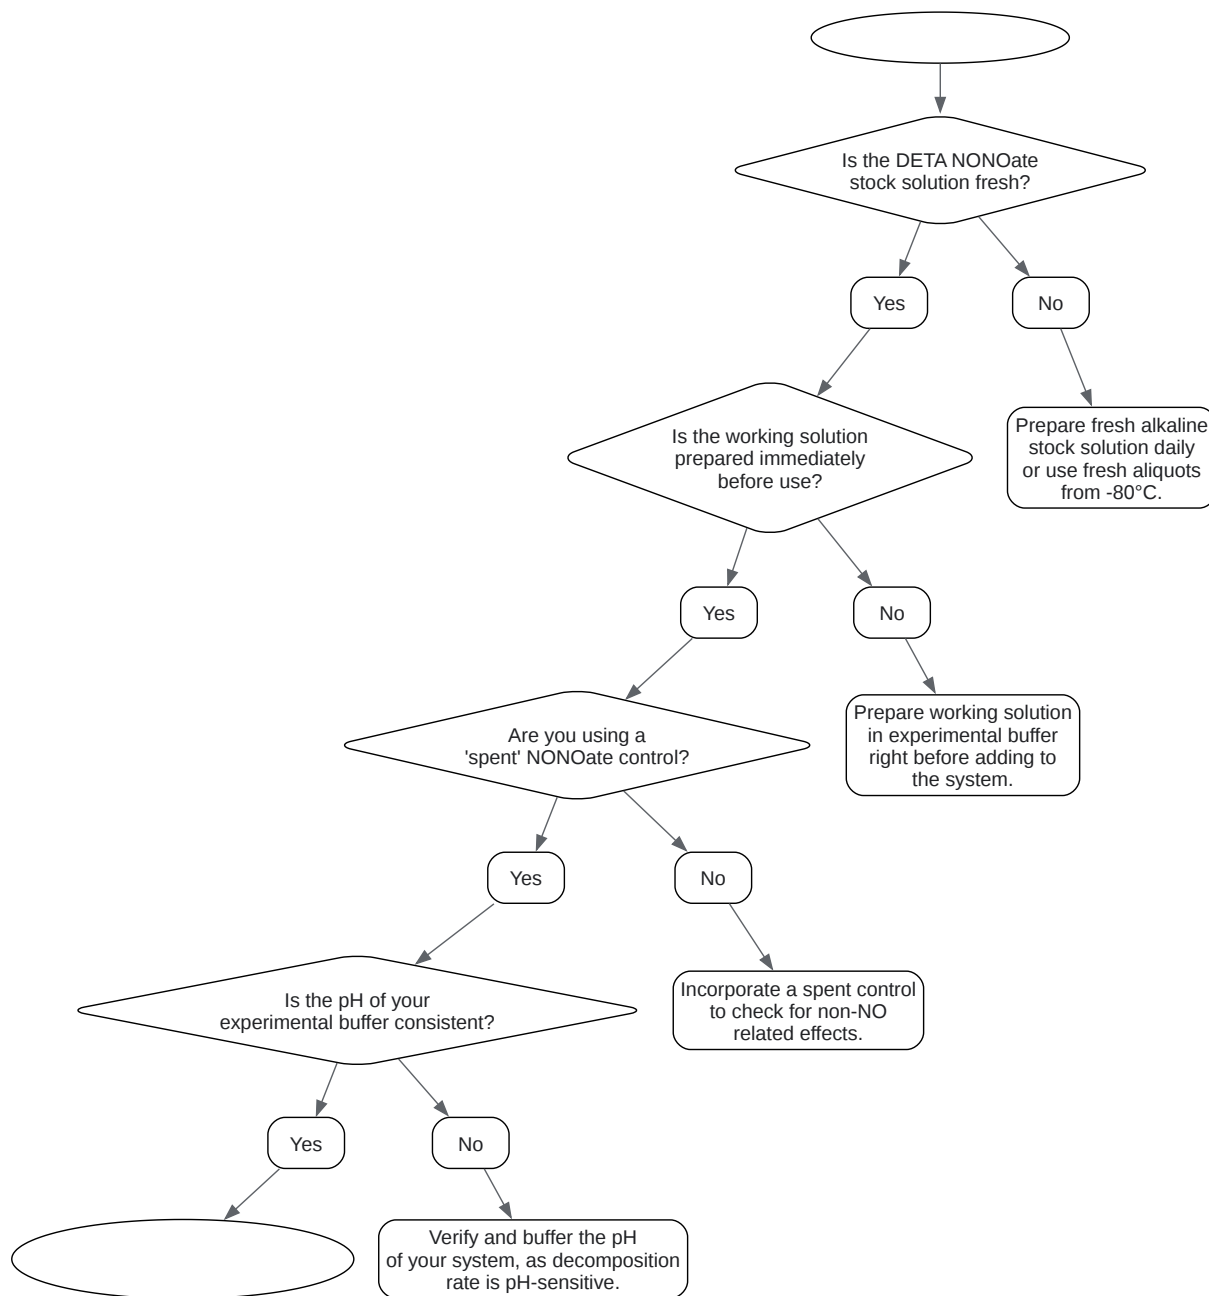 Is the DETA NONOate
stock solution fresh?
Yes
No
Prepare fresh alkaline
stock solution daily
or use fresh aliquots
from -80°C.
Is the working solution
prepared immediately
before use?
Yes
No
Prepare working solution
in experimental buffer
right before adding to
the system.
Are you using a
'spent' NONOate control?
Yes
No
Incorporate a spent control
to check for non-NO
related effects.
Is the pH of your
experimental buffer consistent?
Yes
No
Verify and buffer the pH
of your system, as decomposition
rate is pH-sensitive.